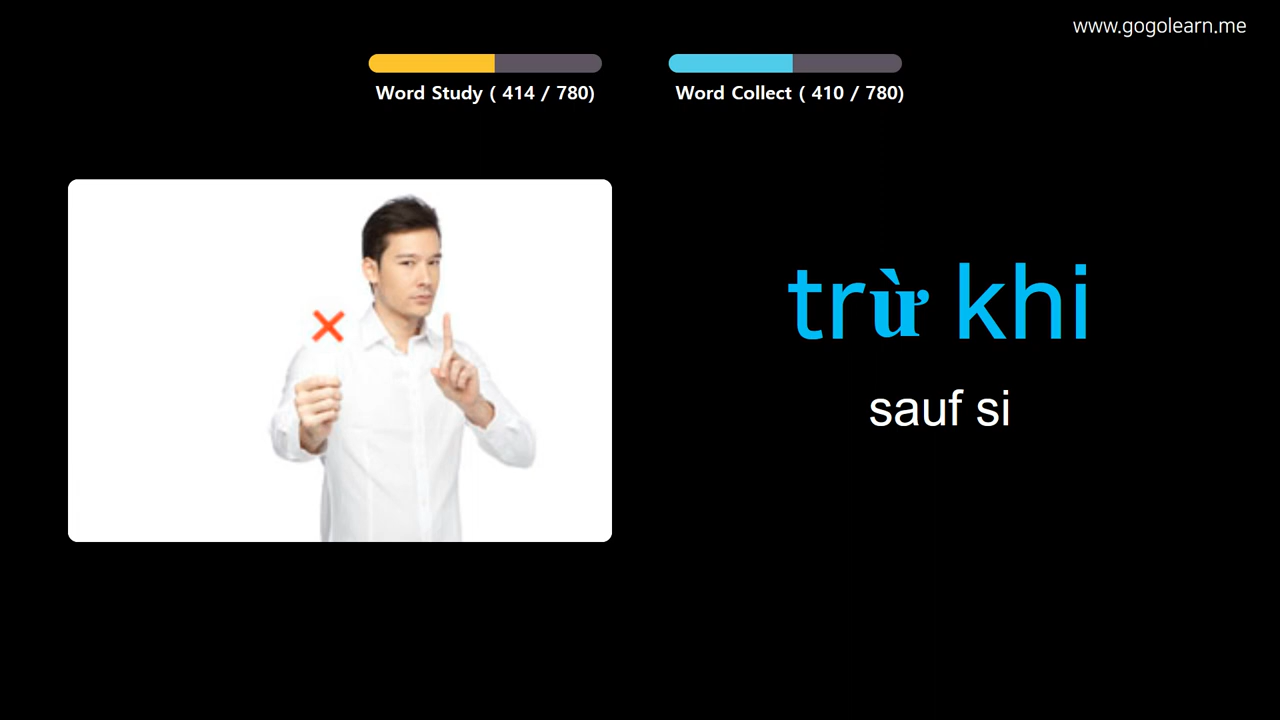 www.gogolearn.me
Word Study ( 414 / 780)
Word Collect ( 410 / 780)
trừ khi
sauf si